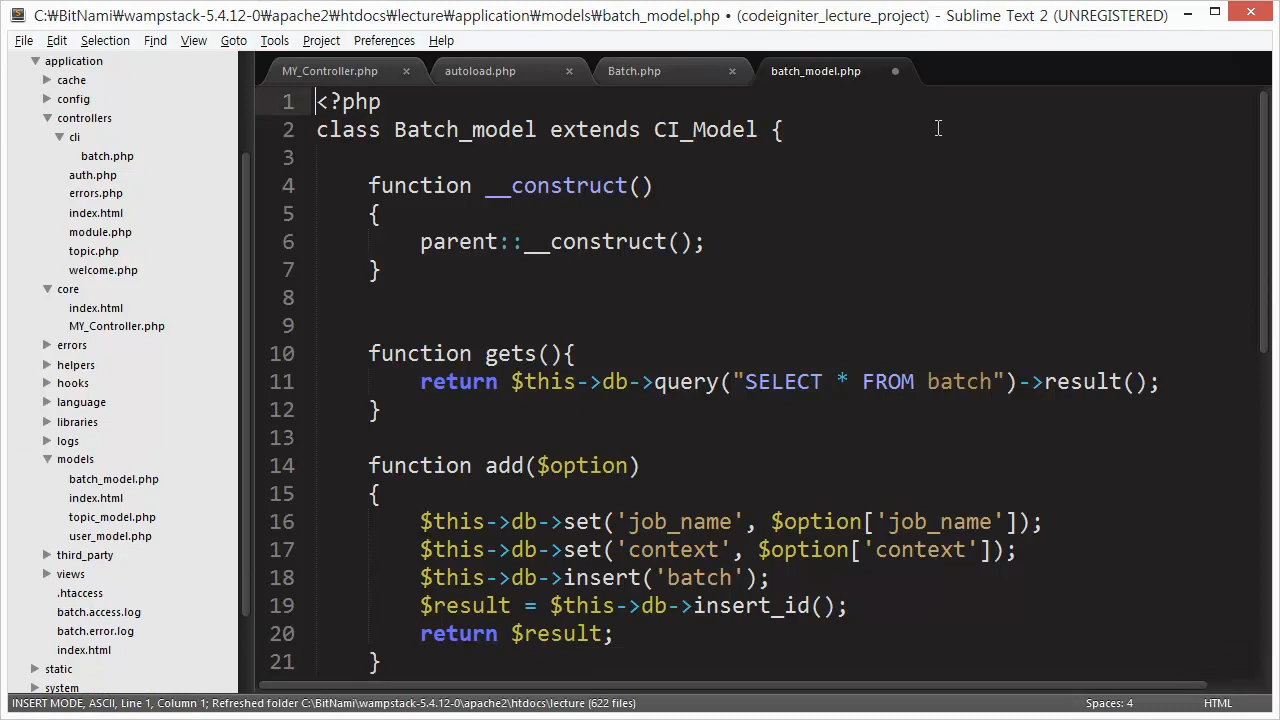 C:₩BitNami₩wampstack-5.4.12-0₩apache2₩htdocs₩lecture₩application₩models₩batch_model.php • (codeigniter_lecture_project) - Sublime Text 2 (UNREGISTERED)
File Edit Selection Find View Goto Tools Project Preferences Help
MY_Controller.php × autoload.php × Batch.php × batch_model.php
application
cache
config
controllers
cli
batch.php
auth.php
errors.php
index.html
module.php
topic.php
welcome.php
core
index.html
MY_Controller.php
errors
helpers
hooks
language
libraries
logs
models
batch_model.php
index.html
topic_model.php
user_model.php
third_party
views
.htaccess
batch.access.log
batch.error.log
index.html
static
system
1 <?php
2 class Batch_model extends CI_Model {
3
4 function __construct()
5 {
6 parent::__construct();
7 }
8
9
10 function gets(){
11 return $this->db->query("SELECT * FROM batch")->result();
12 }
13
14 function add($option)
15 {
16 $this->db->set('job_name', $option['job_name']);
17 $this->db->set('context', $option['context']);
18 $this->db->insert('batch');
19 $result = $this->db->insert_id();
20 return $result;
21 }
INSERT MODE, ASCII, Line 1, Column 1; Refreshed folder C:₩BitNami₩wampstack-5.4.12-0₩apache2₩htdocs₩lecture (622 files) Spaces: 4 HTML